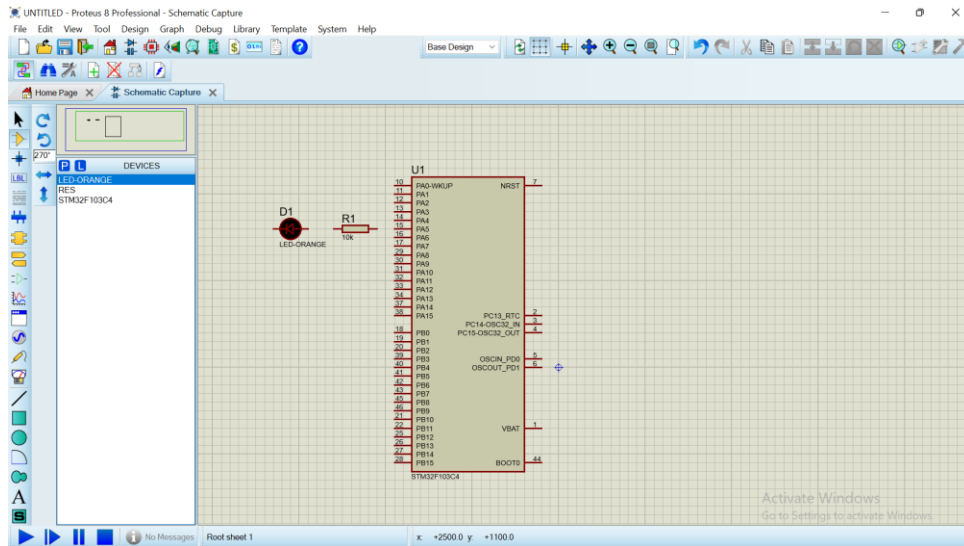 UNTITLED - Proteus 8 Professional - Schematic Capture
File Edit View Tool Design Graph Debug Library Template System Help
Base Design
Home Page Schematic Capture
270°
P L DEVICES
LED-ORANGE
RES
STM32F103C4
LBL
A
S
D1
LED-ORANGE
R1
10k
U1
10 PA0-WKUP NRST 7
11 PA1
12 PA2
13 PA3
14 PA4
15 PA5
16 PA6
17 PA7
29 PA8
30 PA9
31 PA10
32 PA11
33 PA12
34 PA13
37 PA14
38 PA15 PC13_RTC 2
PC14-OSC32_IN 3
18 PB0 PC15-OSC32_OUT 4
19 PB1
20 PB2
39 PB3 OSCIN_PD0 5
40 PB4 OSCOUT_PD1 6
41 PB5
42 PB6
43 PB7
45 PB8
46 PB9
21 PB10
22 PB11 VBAT 1
25 PB12
26 PB13
27 PB14
28 PB15 BOOT0 44
STM32F103C4
Activate Windows
Go to Settings to activate Windows.
No Messages Root sheet 1 x: +2500.0 y: +1100.0